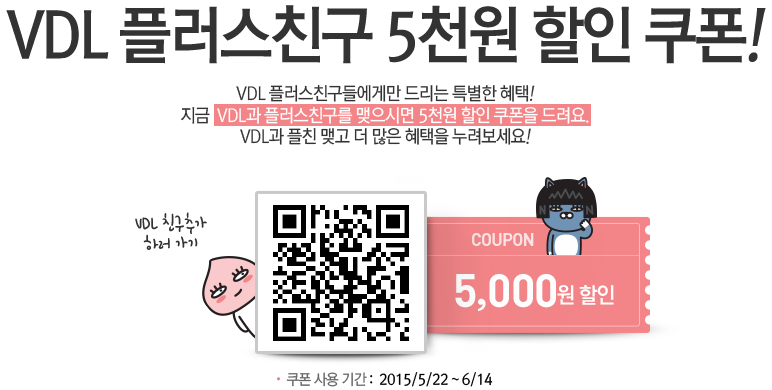 VDL 플러스친구 5천원 할인 쿠폰!
VDL 플러스친구들에게만 드리는 특별한 혜택!
지금 VDL과 플러스친구를 맺으시면 5천원 할인 쿠폰을 드려요.
VDL과 플친 맺고 더 많은 혜택을 누려보세요!
VDL 친구추가
하러 가기
COUPON
5,000원 할인
• 쿠폰 사용 기간 : 2015/5/22 ~ 6/14